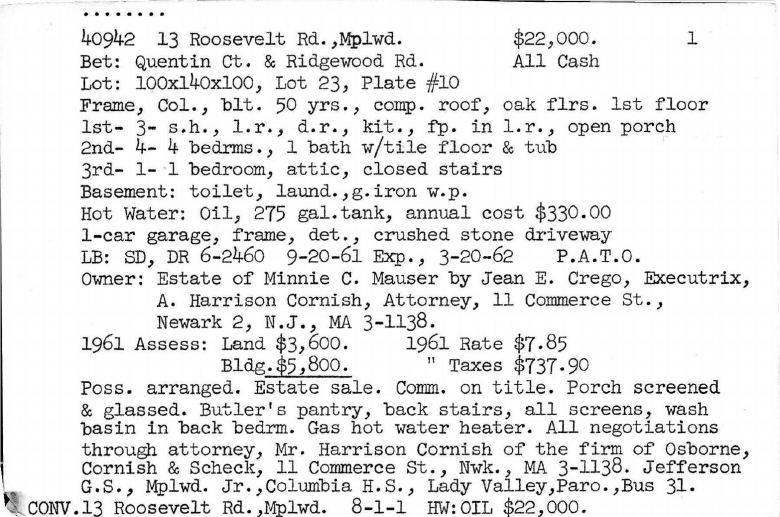 40942 13 Roosevelt Rd.,Mplwd. $22,000. 1
Bet: Quentin Ct. & Ridgewood Rd. All Cash
Lot: 100x140x100, Lot 23, Plate #10
Frame, Col., blt. 50 yrs., comp. roof, oak flrs. 1st floor
1st- 3- s.h., l.r., d.r., kit., fp. in l.r., open porch
2nd- 4- 4 bedrms., 1 bath w/tile floor & tub
3rd- 1- 1 bedroom, attic, closed stairs
Basement: toilet, laund.,g.iron w.p.
Hot Water: Oil, 275 gal.tank, annual cost $330.00
1-car garage, frame, det., crushed stone driveway
LB: SD, DR 6-2460 9-20-61 Exp., 3-20-62 P.A.T.O.
Owner: Estate of Minnie C. Mauser by Jean E. Crego, Executrix,
A. Harrison Cornish, Attorney, 11 Commerce St.,
Newark 2, N.J., MA 3-1138.
1961 Assess: Land $3,600. 1961 Rate $7.85
Bldg.$5,800. " Taxes $737.90
Poss. arranged. Estate sale. Comm. on title. Porch screened
& glassed. Butler's pantry, back stairs, all screens, wash
basin in back bedrm. Gas hot water heater. All negotiations
through attorney, Mr. Harrison Cornish of the firm of Osborne,
Cornish & Scheck, 11 Commerce St., Nwk., MA 3-1138. Jefferson
G.S., Mplwd. Jr.,Columbia H.S., Lady Valley,Paro.,Bus 31.
CONV.13 Roosevelt Rd.,Mplwd. 8-1-1 HW:OIL $22,000.